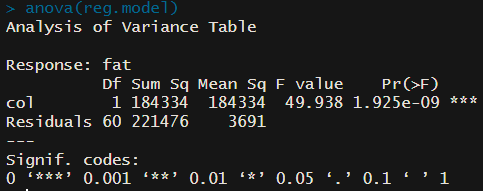 > anova(reg.model)
Analysis of Variance Table

Response: fat
          Df Sum Sq Mean Sq F value    Pr(>F)
col        1 184334  184334  49.938 1.925e-09 ***
Residuals 60 221476    3691
---
Signif. codes:
0 ‘***’ 0.001 ‘**’ 0.01 ‘*’ 0.05 ‘.’ 0.1 ‘ ’ 1